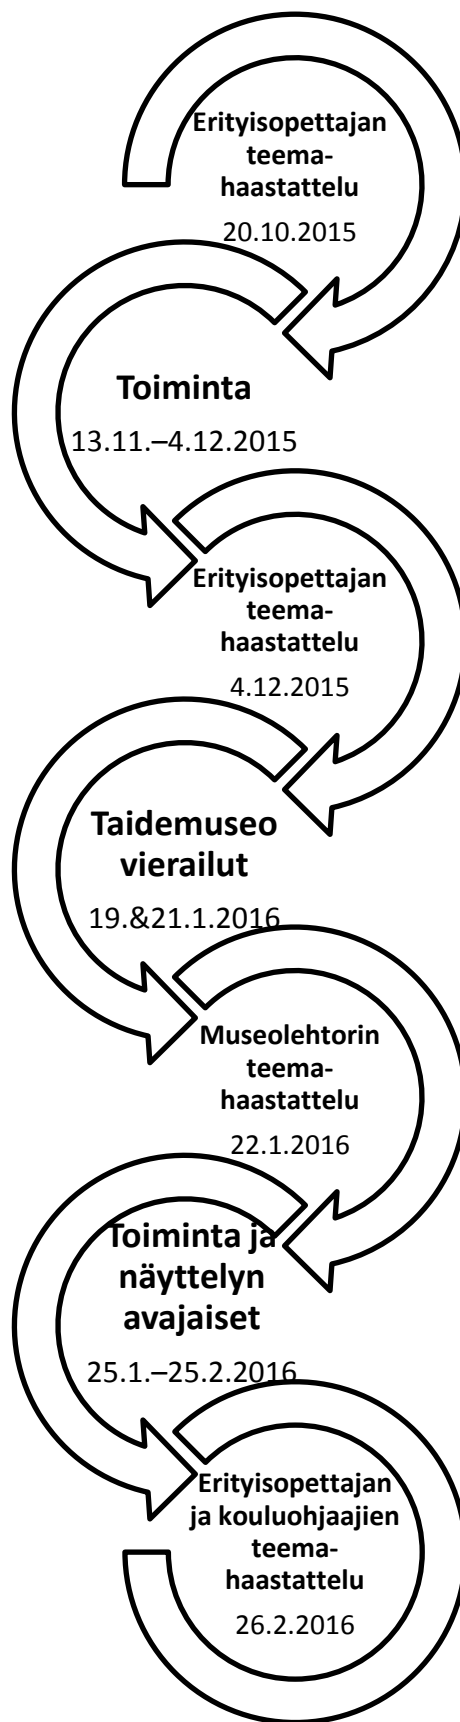 Erityisopettajan
teema-
haastattelu
20.10.2015
Toiminta
13.11.–4.12.2015
Erityisopettajan
teema-
haastattelu
4.12.2015
Taidemuseo
vierailut
19.&21.1.2016
Museolehtorin
teema-
haastattelu
22.1.2016
Toiminta ja
näyttelyn
avajaiset
25.1.–25.2.2016
Erityisopettajan
ja kouluohjaajien
teema-
haastattelu
26.2.2016